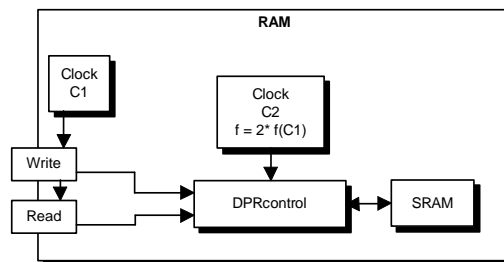 RAM
Clock
C1
Clock
C2
f = 2* f(C1)
Write
Read
DPRcontrol
SRAM